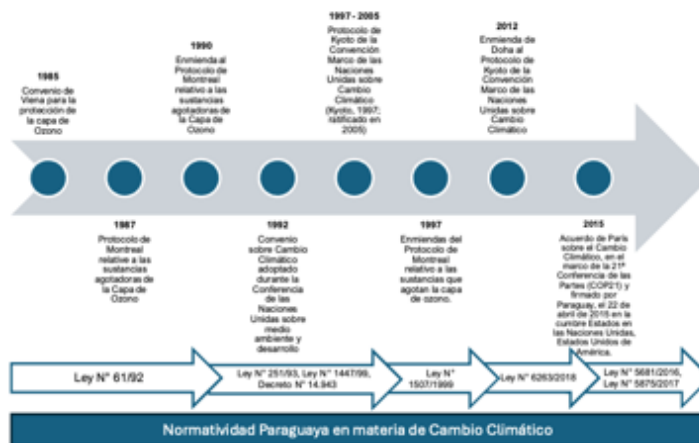 1985
Convenio de
Viena para la
protección de
la capa de
Ozono
1990
Enmienda al
Protocolo de
Montreal
relativo a las
sustancias
agotadoras de
la Capa de
Ozono
1997 - 2005
Protocolo de
Kyoto de la
Convención
Marco de las
Naciones
Unidas sobre
Cambio
Climático
(Kyoto, 1997;
ratificado en
2005)
2012
Enmienda de
Doha al
Protocolo de
Kyoto de la
Convención
Marco de las
Naciones
Unidas sobre
Cambio
Climático
1987
Protocolo de
Montreal
relativo a las
sustancias
agotadoras de
la Capa de
Ozono
1992
Convenio
sobre Cambio
Climático
adoptado
durante la
Conferencia
de las
Naciones
Unidas sobre
medio
ambiente y
desarrollo
1997
Enmiendas del
Protocolo de
Montreal
relativo a las
sustancias que
agotan la capa
de ozono.
2015
Acuerdo de París
sobre el Cambio
Climático, en el
marco de la 21ª
Conferencia de las
Partes (COP21) y
firmado por
Paraguay, el 22 de
abril de 2015 en la
cumbre Estados en
las Naciones Unidas,
Estados Unidos de
América.
Ley N° 61/92
Ley N° 251/93, Ley N° 1447/99,
Decreto N° 14.943
Ley N°
1507/1999
Ley N° 6263/2018
Ley N° 5681/2016,
Ley N° 5875/2017
Normatividad Paraguaya en materia de Cambio Climático